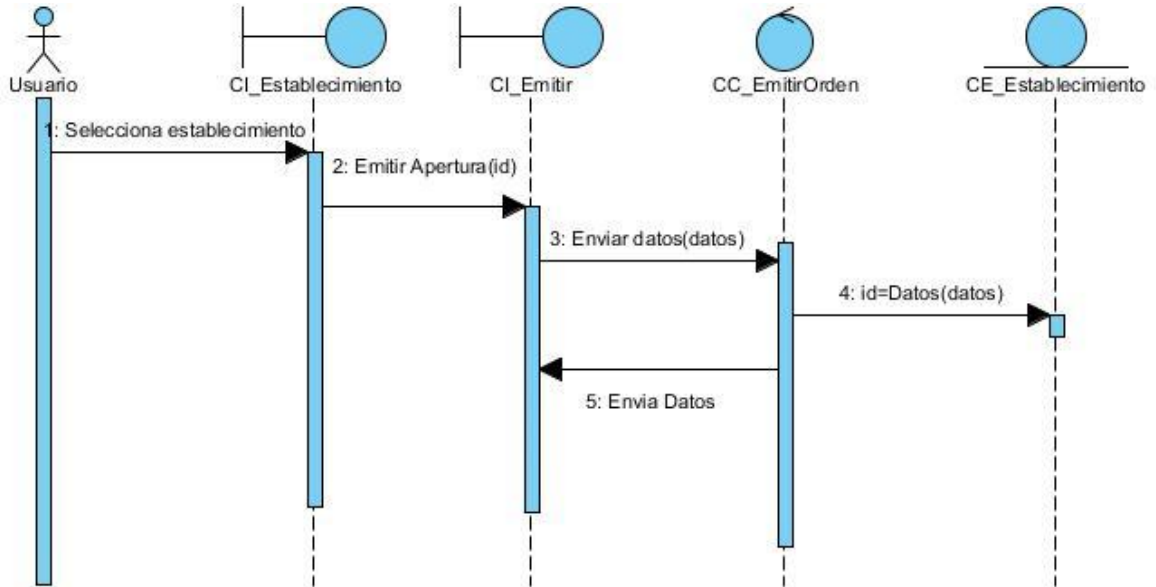 Usuario
CI_Establecimiento
CI_Emitir
CC_EmitirOrden
CE_Establecimiento
1: Selecciona establecimiento
2: Emitir Apertura(id)
3: Enviar datos(datos)
4: id=Datos(datos)
5: Envia Datos